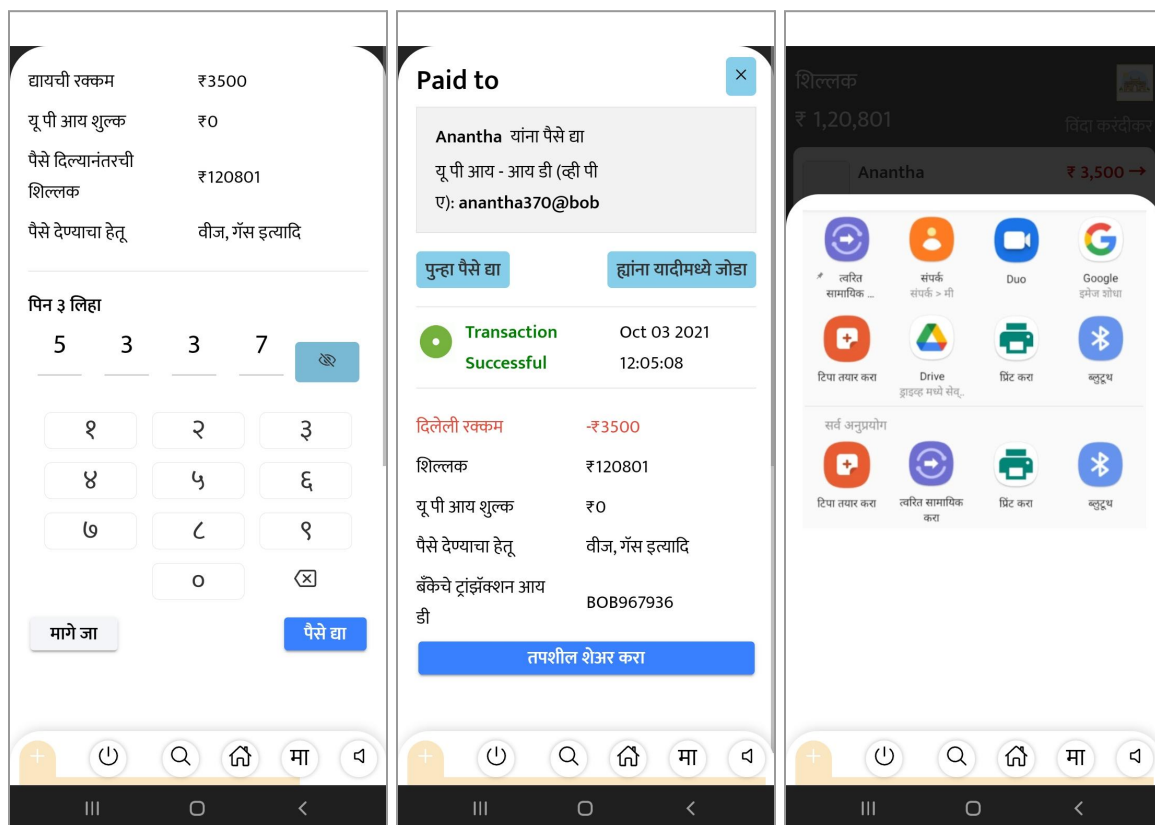 द्यायची रक्कम ₹3500
यू पी आय शुल्क ₹0
पैसे दिल्यानंतरची
शिल्लक ₹120801
पैसे देण्याचा हेतू वीज, गॅस इत्यादि
पिन ३ लिहा
5 3 3 7
१ २ ३
४ ५ ६
७ ८ ९
०
मागे जा पैसे द्या
मा
Paid to
Anantha यांना पैसे द्या
यू पी आय - आय डी (व्ही पी
ए): anantha370@bob
पुन्हा पैसे द्या ह्यांना यादीमध्ये जोडा
Transaction Oct 03 2021
Successful 12:05:08
दिलेली रक्कम -₹3500
शिल्लक ₹120801
यू पी आय शुल्क ₹0
पैसे देण्याचा हेतू वीज, गॅस इत्यादि
बँकेचे ट्रांझॅक्शन आय
डी BOB967936
तपशील शेअर करा
मा
शिल्लक
₹ 1,20,801 विंदा करंदीकर
Anantha ₹ 3,500 →
त्वरित संपर्क Duo Google
सामायिक ... संपर्क > मी इमेज शोधा
टिपा तयार करा Drive प्रिंट करा ब्लुटूथ
ड्राइव्ह मध्ये सेव्..
सर्व अनुप्रयोग
टिपा तयार करा त्वरित सामायिक प्रिंट करा ब्लुटूथ
करा
मा